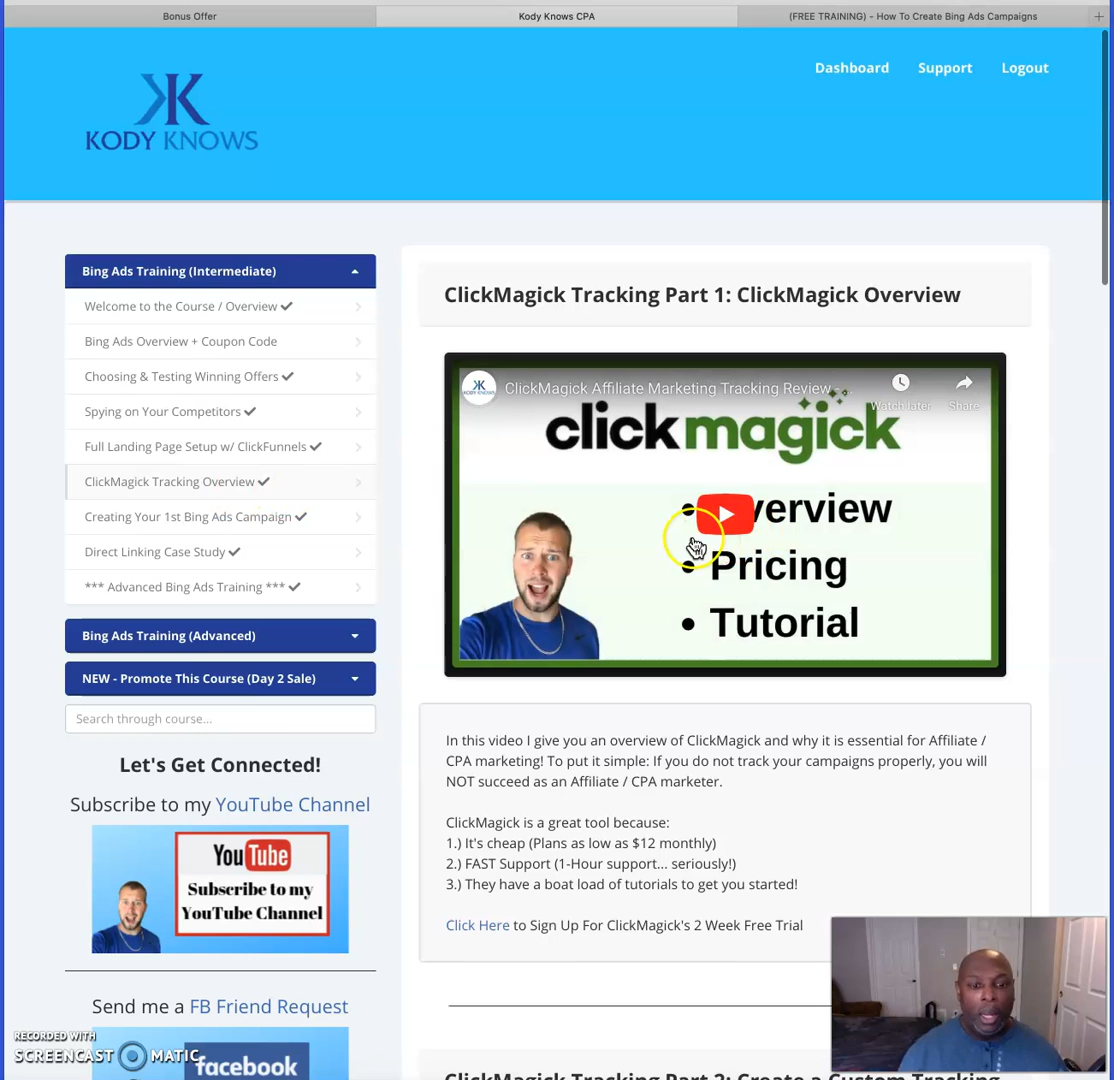 Bonus Offer
Kody Knows CPA
(FREE TRAINING) - How To Create Bing Ads Campaigns
Dashboard
Support
Logout
KODY KNOWS
Bing Ads Training (Intermediate)
Welcome to the Course / Overview
Bing Ads Overview + Coupon Code
Choosing & Testing Winning Offers
Spying on Your Competitors
Full Landing Page Setup w/ ClickFunnels
ClickMagick Tracking Overview
Creating Your 1st Bing Ads Campaign
Direct Linking Case Study
*** Advanced Bing Ads Training ***
Bing Ads Training (Advanced)
NEW - Promote This Course (Day 2 Sale)
Search through course...
Let's Get Connected!
Subscribe to my YouTube Channel
YouTube
Subscribe to my
YouTube Channel
Send me a FB Friend Request
facebook
RECORDED WITH
SCREENCAST MATIC
ClickMagick Tracking Part 1: ClickMagick Overview
ClickMagick Affiliate Marketing Tracking Review - ...
Watch later
Share
clickmagick
• Overview
• Pricing
• Tutorial
In this video I give you an overview of ClickMagick and why it is essential for Affiliate /
CPA marketing! To put it simple: If you do not track your campaigns properly, you will
NOT succeed as an Affiliate / CPA marketer.
ClickMagick is a great tool because:
1.) It's cheap (Plans as low as $12 monthly)
2.) FAST Support (1-Hour support... seriously!)
3.) They have a boat load of tutorials to get you started!
Click Here to Sign Up For ClickMagick's 2 Week Free Trial
ClickMagick Tracking Part 2: Create a Custom Tracking